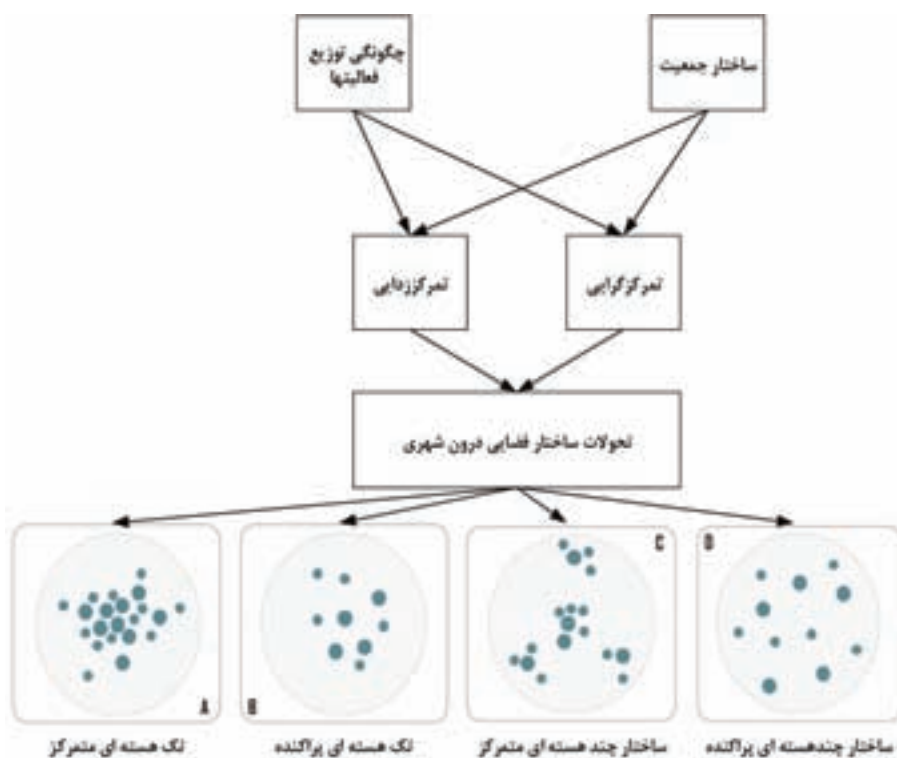 ساختار جمعیت
چگونگی توزیع
فعالیتها
تمرکزگرایی
تمرکززدایی
تحولات ساختار فضایی درون شهری
A
B
C
D
تک هسته ای متمرکز
تک هسته ای پراکنده
ساختار چند هسته ای متمرکز
ساختار چندهسته ای پراکنده